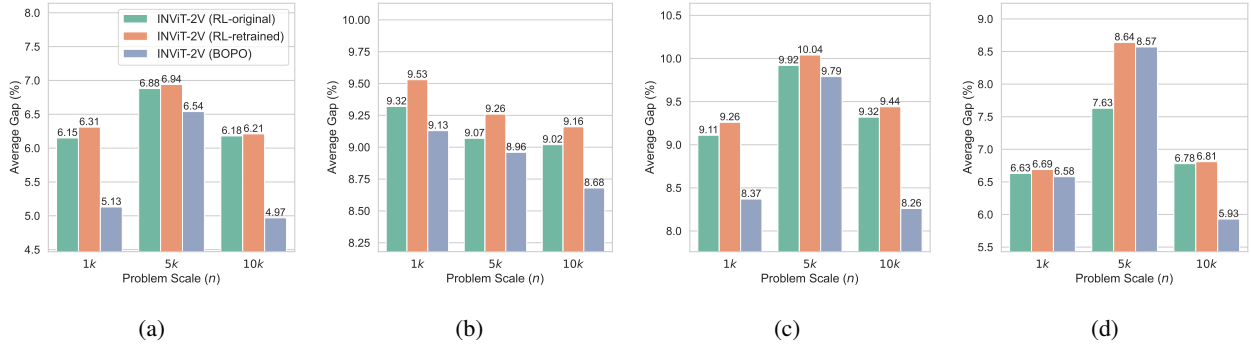 8.0
7.5
7.0
6.5
6.0
5.5
5.0
4.5
Average Gap (%)
INViT-2V (RL-original)
INViT-2V (RL-retrained)
INViT-2V (BOPO)
6.15
6.31
5.13
6.88
6.94
6.54
6.18
6.21
4.97
1k
5k
10k
Problem Scale (n)
(a)
10.00
9.75
9.50
9.25
9.00
8.75
8.50
8.25
Average Gap (%)
9.32
9.53
9.13
9.07
9.26
8.96
9.02
9.16
8.68
1k
5k
10k
Problem Scale (n)
(b)
10.5
10.0
9.5
9.0
8.5
8.0
Average Gap (%)
9.11
9.26
8.37
9.92
10.04
9.79
9.32
9.44
8.26
1k
5k
10k
Problem Scale (n)
(c)
9.0
8.5
8.0
7.5
7.0
6.5
6.0
5.5
Average Gap (%)
6.63
6.69
6.58
7.63
8.64
8.57
6.78
6.81
5.93
1k
5k
10k
Problem Scale (n)
(d)